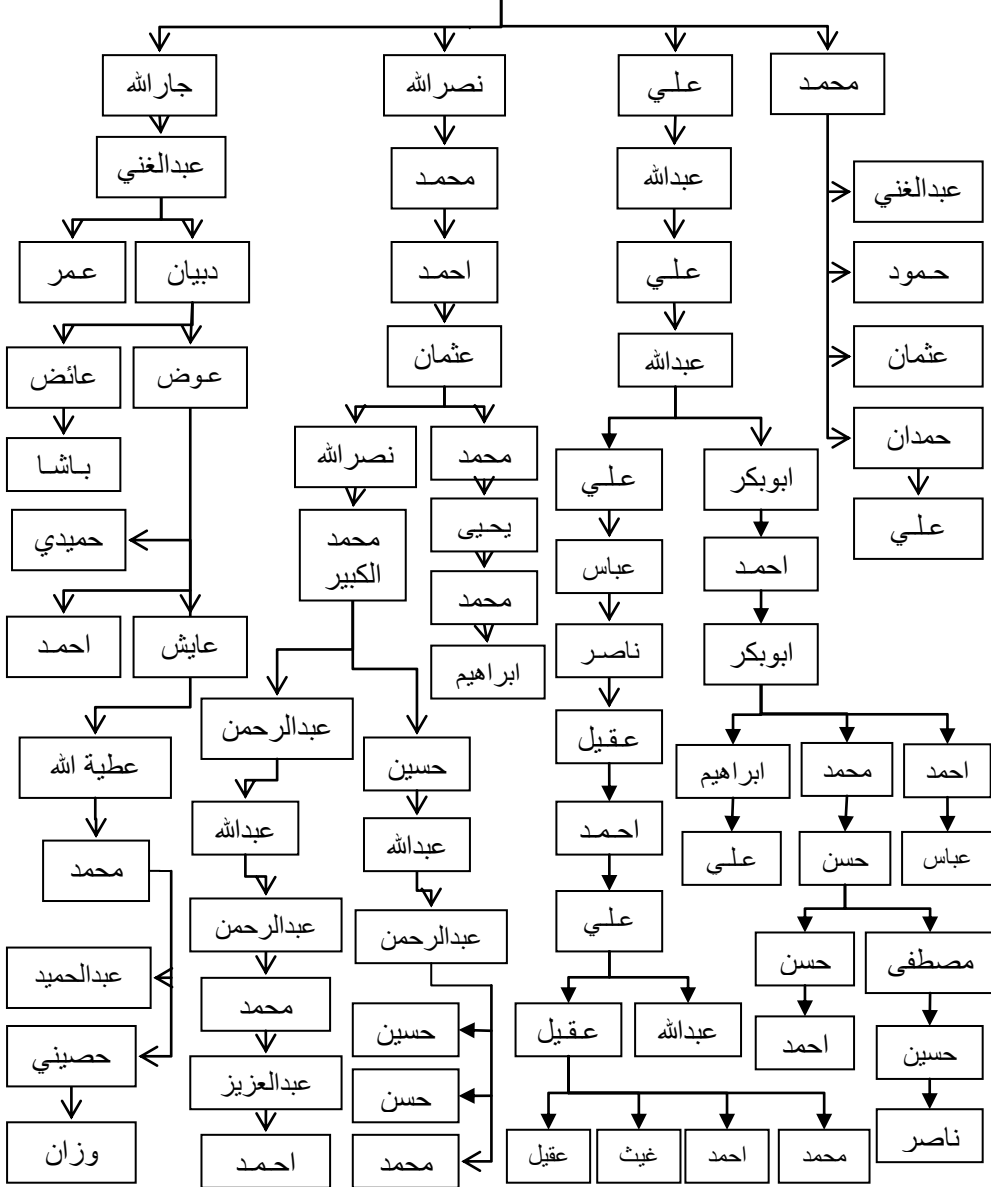 محمد
علي
نصرالله
جارالله
عبدالغني
عبدالله
محمد
عبدالغني
حمود
علي
احمد
دبيان
عمر
عثمان
عبدالله
عثمان
عوض
عائض
حمدان
ابوبكر
علي
محمد
نصرالله
باشا
علي
احمد
عباس
يحيى
محمد
الكبير
حميدي
ابوبكر
ناصر
محمد
ابراهيم
عايش
احمد
احمد
محمد
ابراهيم
عقيل
حسين
عبدالرحمن
عطية الله
عباس
حسن
علي
احمد
عبدالله
عبدالله
محمد
مصطفى
حسن
علي
عبدالرحمن
عبدالرحمن
عبدالحميد
حسين
احمد
عبدالله
عقيل
حسين
محمد
حصيني
ناصر
محمد
احمد
غيث
عقيل
حسن
محمد
عبدالعزيز
احمد
وزان